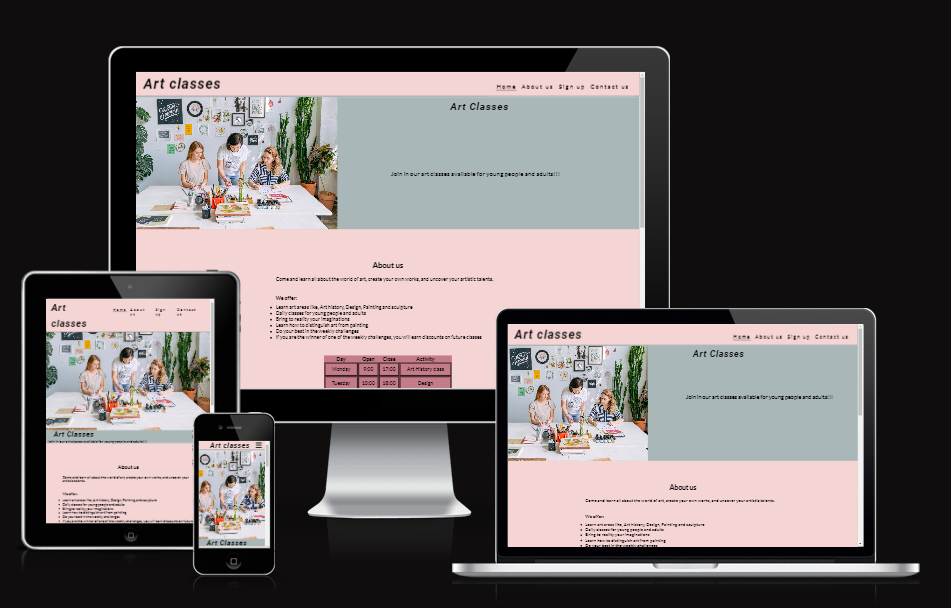 Art classes
Home About us Sign up Contact us
Art Classes
Join in our art classes available for young people and adults!!!
About us
Come and learn all about the world of art, create your own works, and uncover your artistic talents.
We offer:
Learn art areas like, Art history, Design, Painting and sculpture
Daily classes for young people and adults
Bring to reality your imaginations
Learn how to distinguish art from painting
Do your best in the weekly challenges
If you are the winner of one of the weekly challenges, you will earn discounts on future classes
Day Open Close Activity
Monday 9:00 17:00 Art History class
Tuesday 10:00 18:00 Design
Art
classes
Home About us Sign up Contact us
Art Classes
Join in our art classes available for young people and adults!!!
About us
Come and learn all about the world of art, create your own works, and uncover your
artistic talents.
We offer:
Learn art areas like, Art history, Design, Painting and sculpture
Daily classes for young people and adults
Bring to reality your imaginations
Learn how to distinguish art from painting
Do your best in the weekly challenges
If you are the winner of one of the weekly challenges, you will earn discounts on future
Art classes
Art Classes
Art classes
Home About us Sign up Contact us
Art Classes
Join in our art classes available for young people and adults!!!
About us
Come and learn all about the world of art, create your own works, and uncover your artistic talents.
We offer:
Learn art areas like, Art history, Design, Painting and sculpture
Daily classes for young people and adults
Bring to reality your imaginations
Learn how to distinguish art from painting
Do your best in the weekly challenges